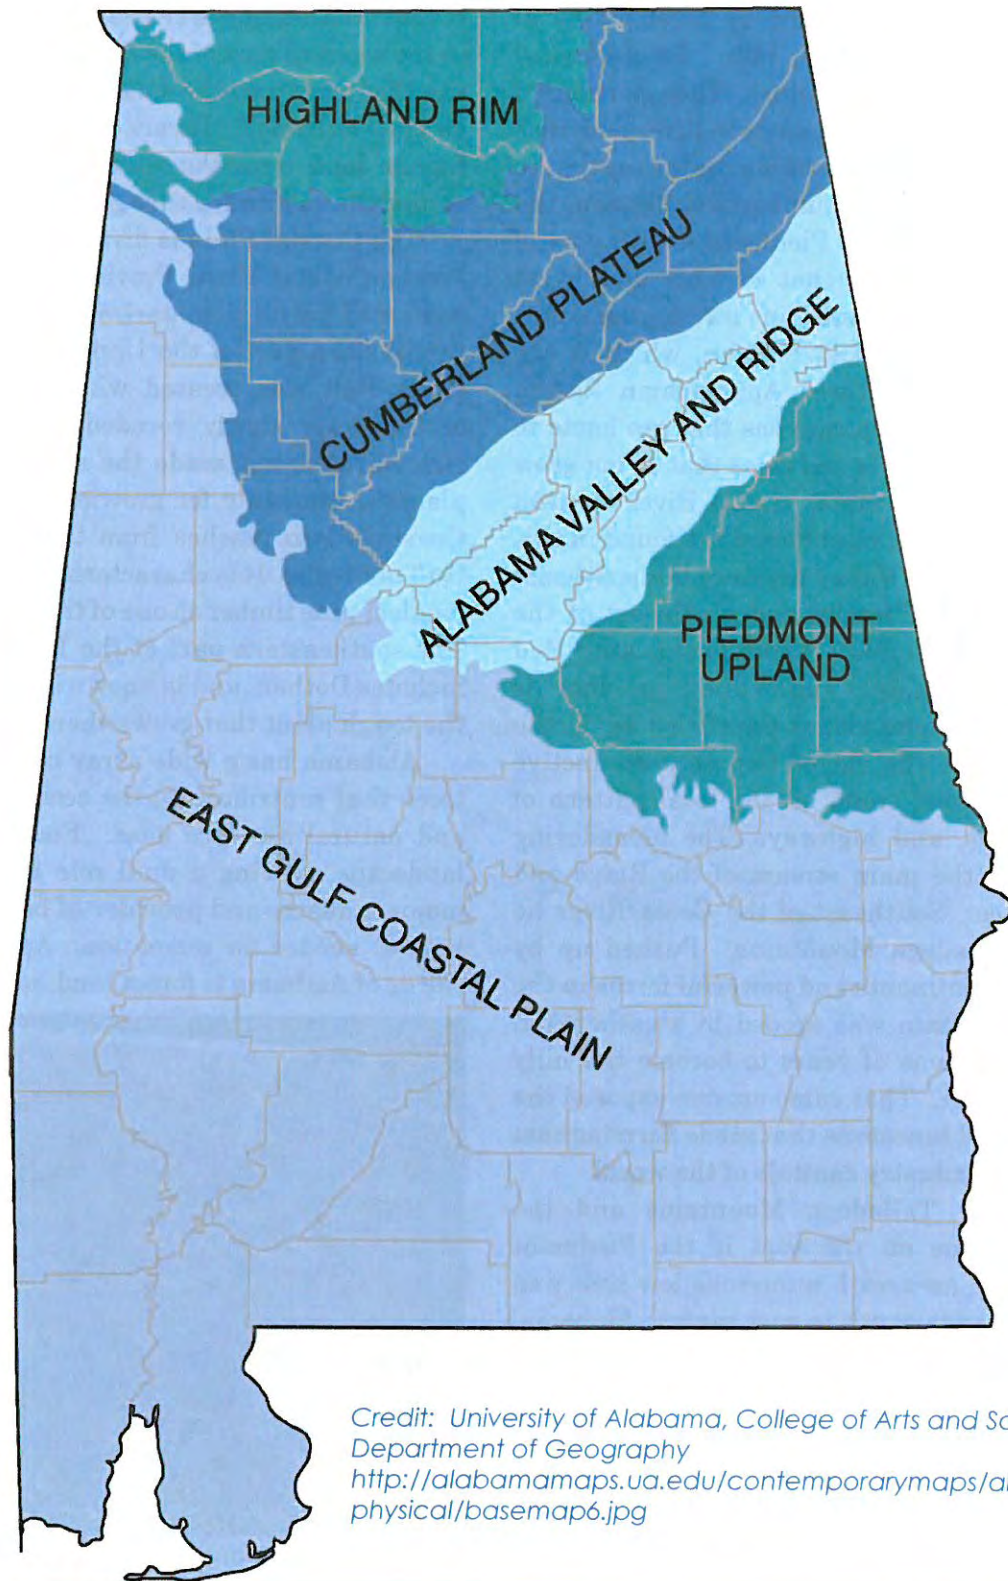 HIGHLAND RIM
CUMBERLAND PLATEAU
ALABAMA VALLEY AND RIDGE
PIEDMONT
UPLAND
EAST GULF COASTAL PLAIN
Credit: University of Alabama, College of Arts and
Department of Geography
http://alabamamaps.ua.edu/contemporarymaps/
physical/basemap6.jpg